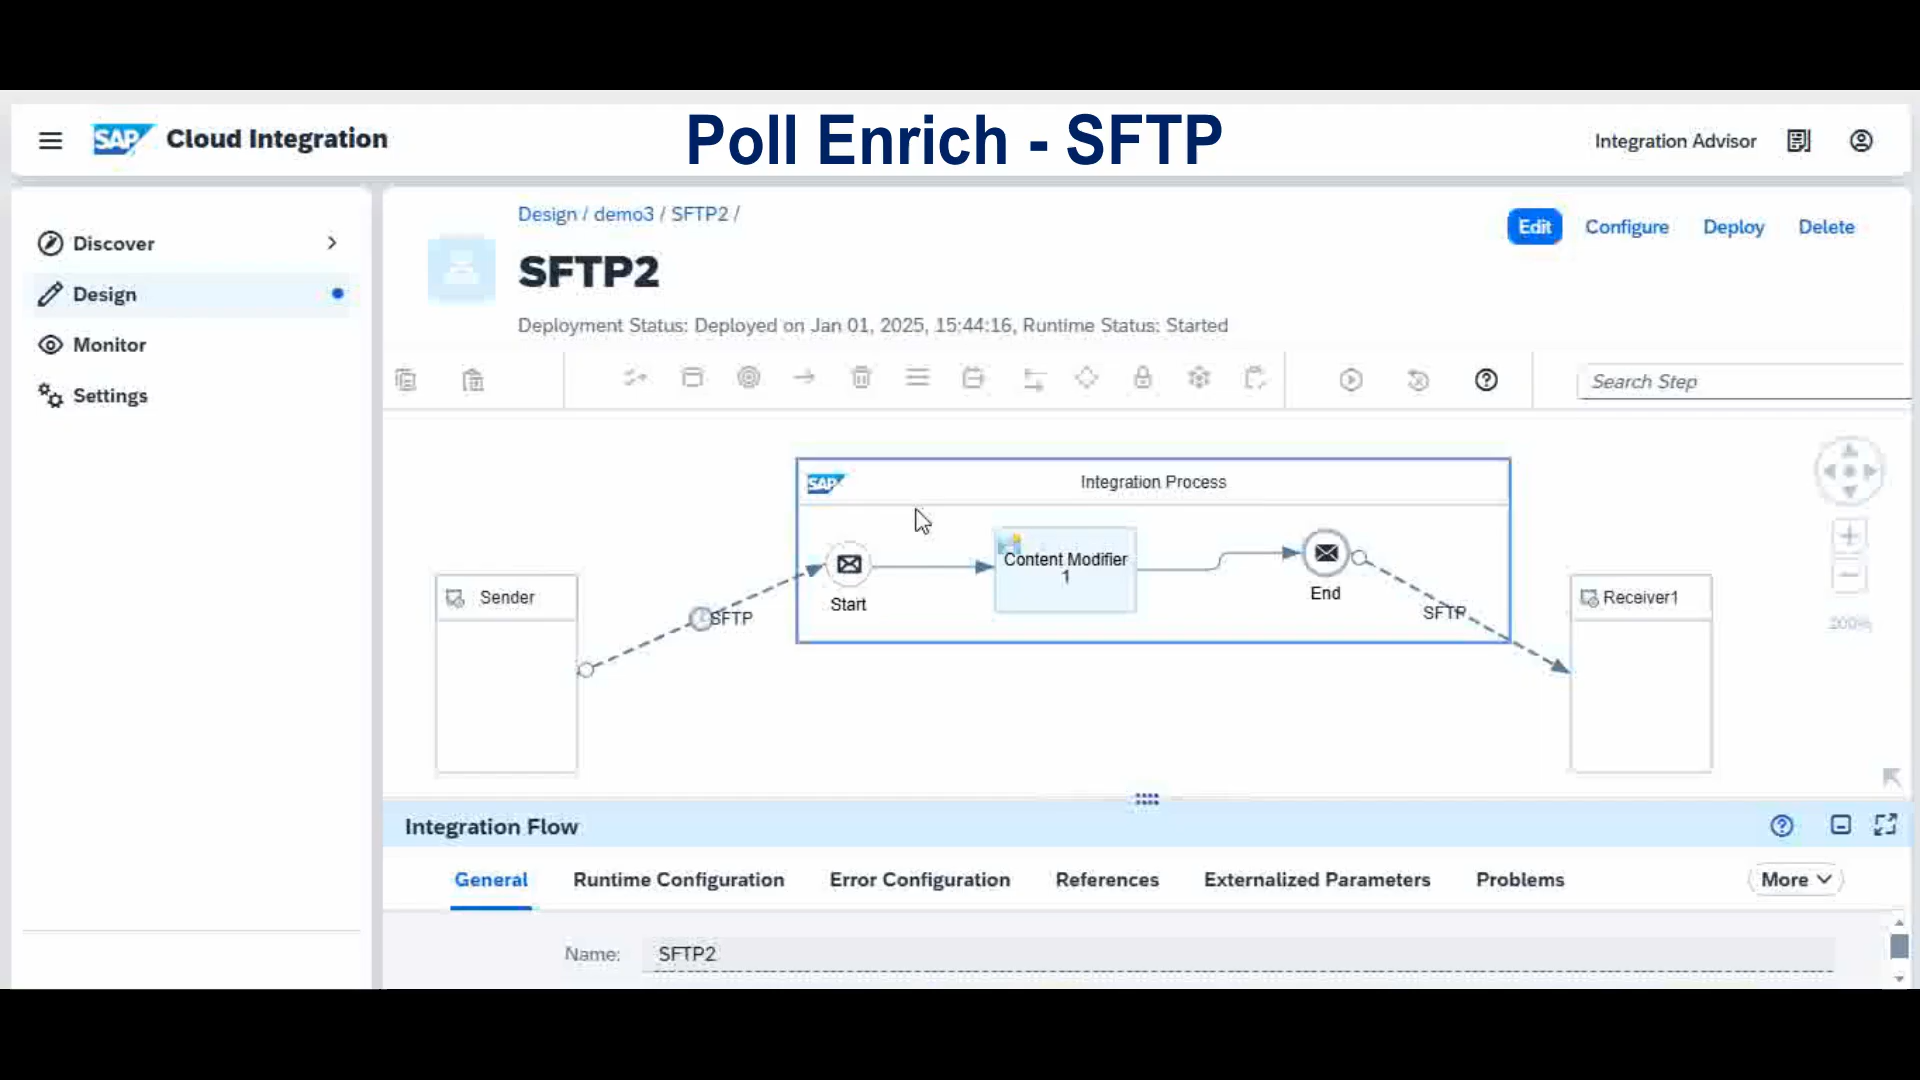 SAP Cloud Integration
Poll Enrich - SFTP
Integration Advisor
Discover
Design
Monitor
Settings
Design / demo3 / SFTP2 /
SFTP2
Deployment Status: Deployed on Jan 01, 2025, 15:44:16, Runtime Status: Started
Edit
Configure
Deploy
Delete
Search Step
SAP
Integration Process
Sender
SFTP
Start
Content Modifier
1
End
SFTP
Receiver1
200%
Integration Flow
General
Runtime Configuration
Error Configuration
References
Externalized Parameters
Problems
More
Name:
SFTP2